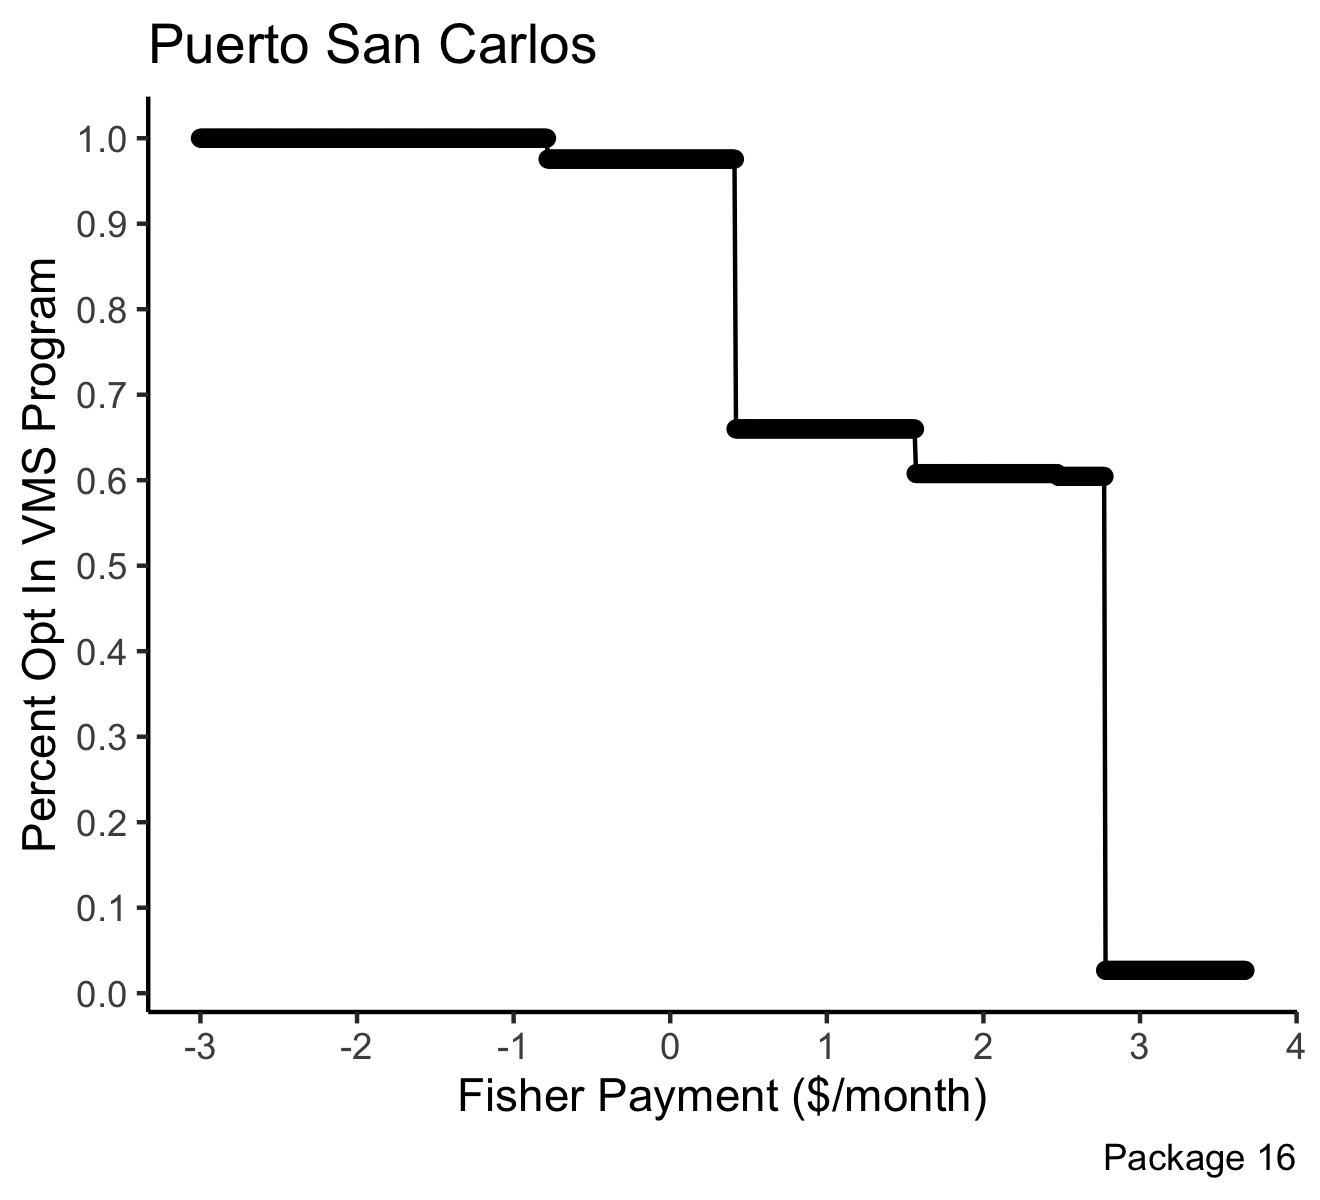 Puerto San Carlos
Percent Opt In VMS Program
1.0
0.9
0.8
0.7
0.6
0.5
0.4
0.3
0.2
0.1
0.0
-3 -2 -1 0 1 2 3 4
Fisher Payment ($/month)
Package 16